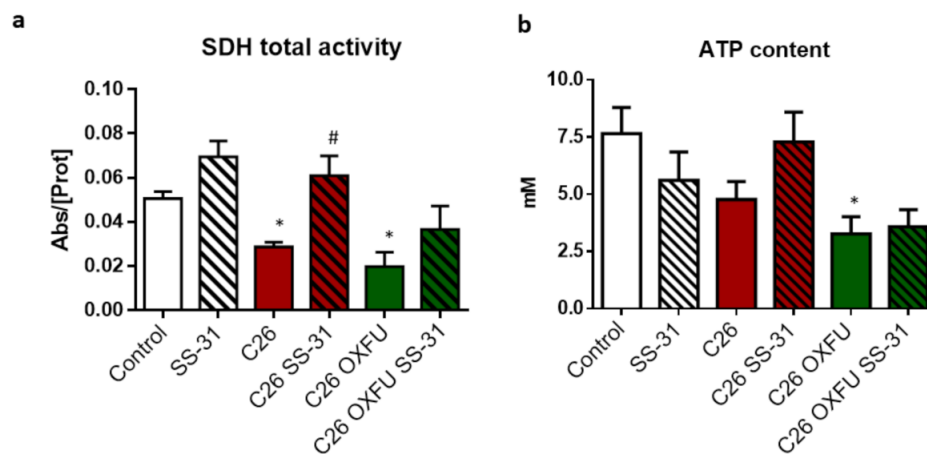 a
SDH total activity
Abs/[Prot]
0.10
0.08
0.06
0.04
0.02
0.00
*
#
*
Control
SS-31
C26
C26 SS-31
C26 OXFU
C26 OXFU SS-31
b
ATP content
mM
10.0
7.5
5.0
2.5
0.0
*
Control
SS-31
C26
C26 SS-31
C26 OXFU
C26 OXFU SS-31